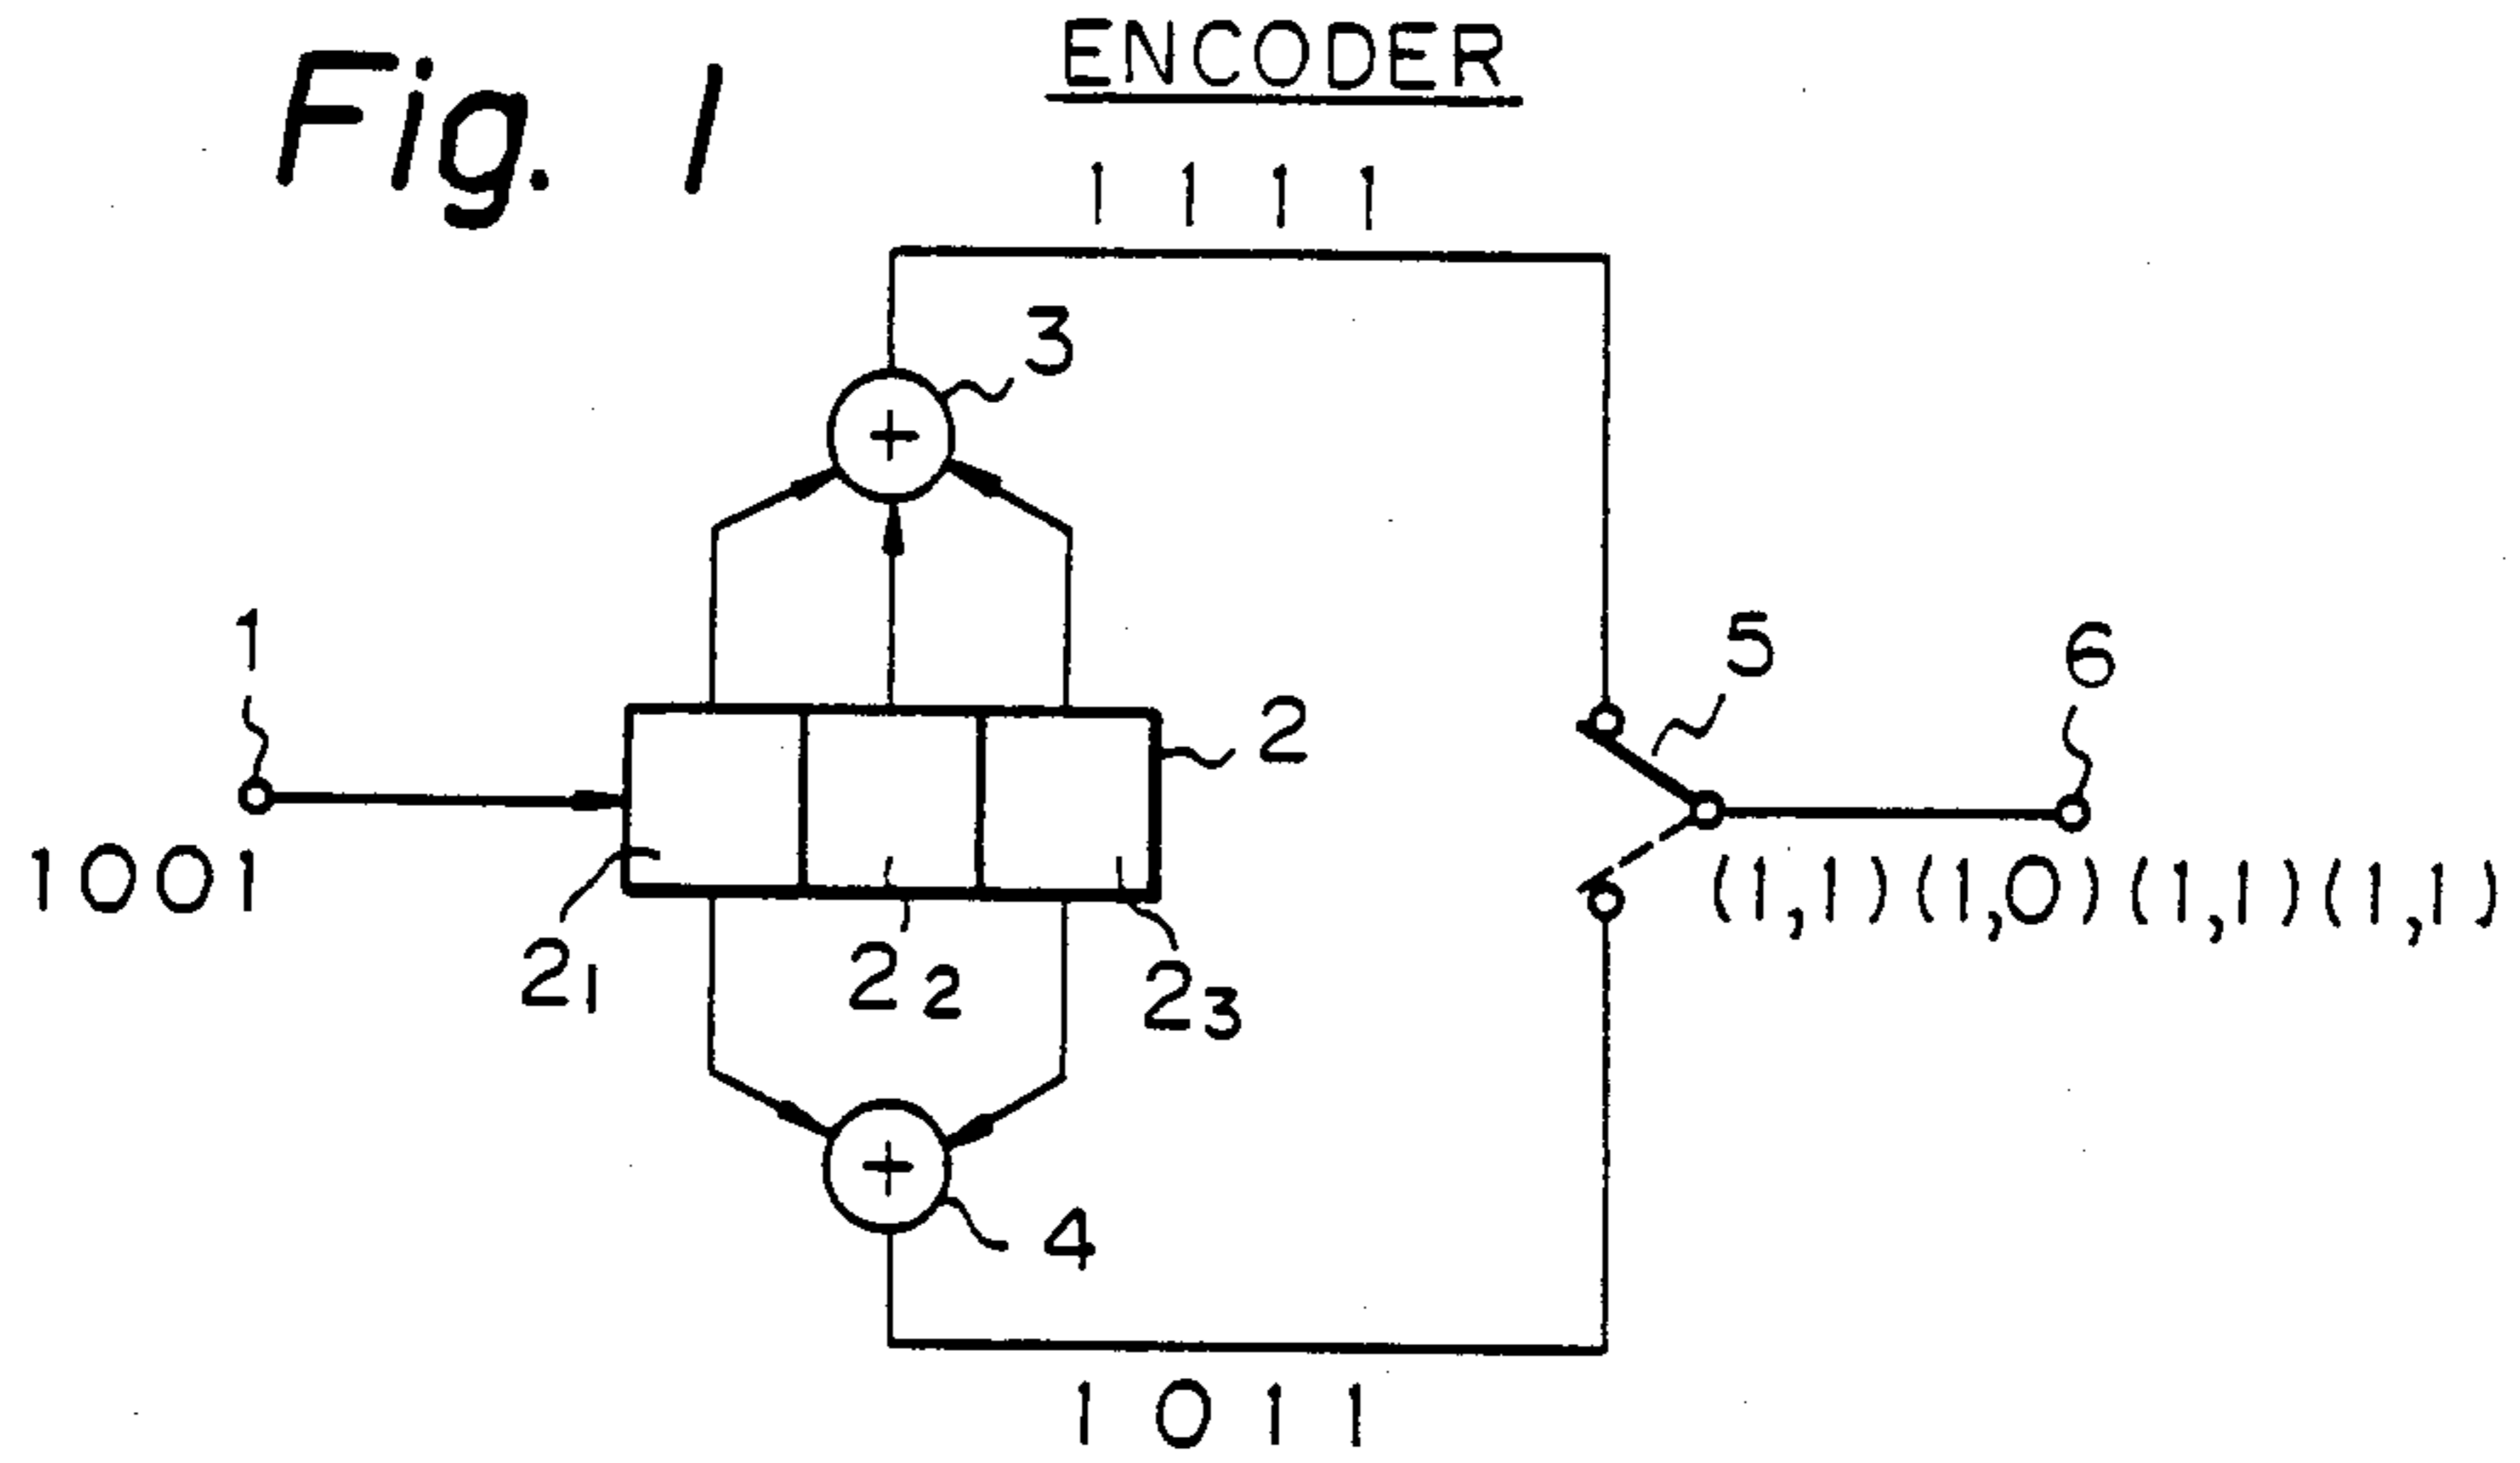 Fig. 1
ENCODER
1 1 1 1
3
1
5
6
2
1001
(1,1)(1,0)(1,1)(1,1)
2₁
2₂
2₃
4
1 0 1 1